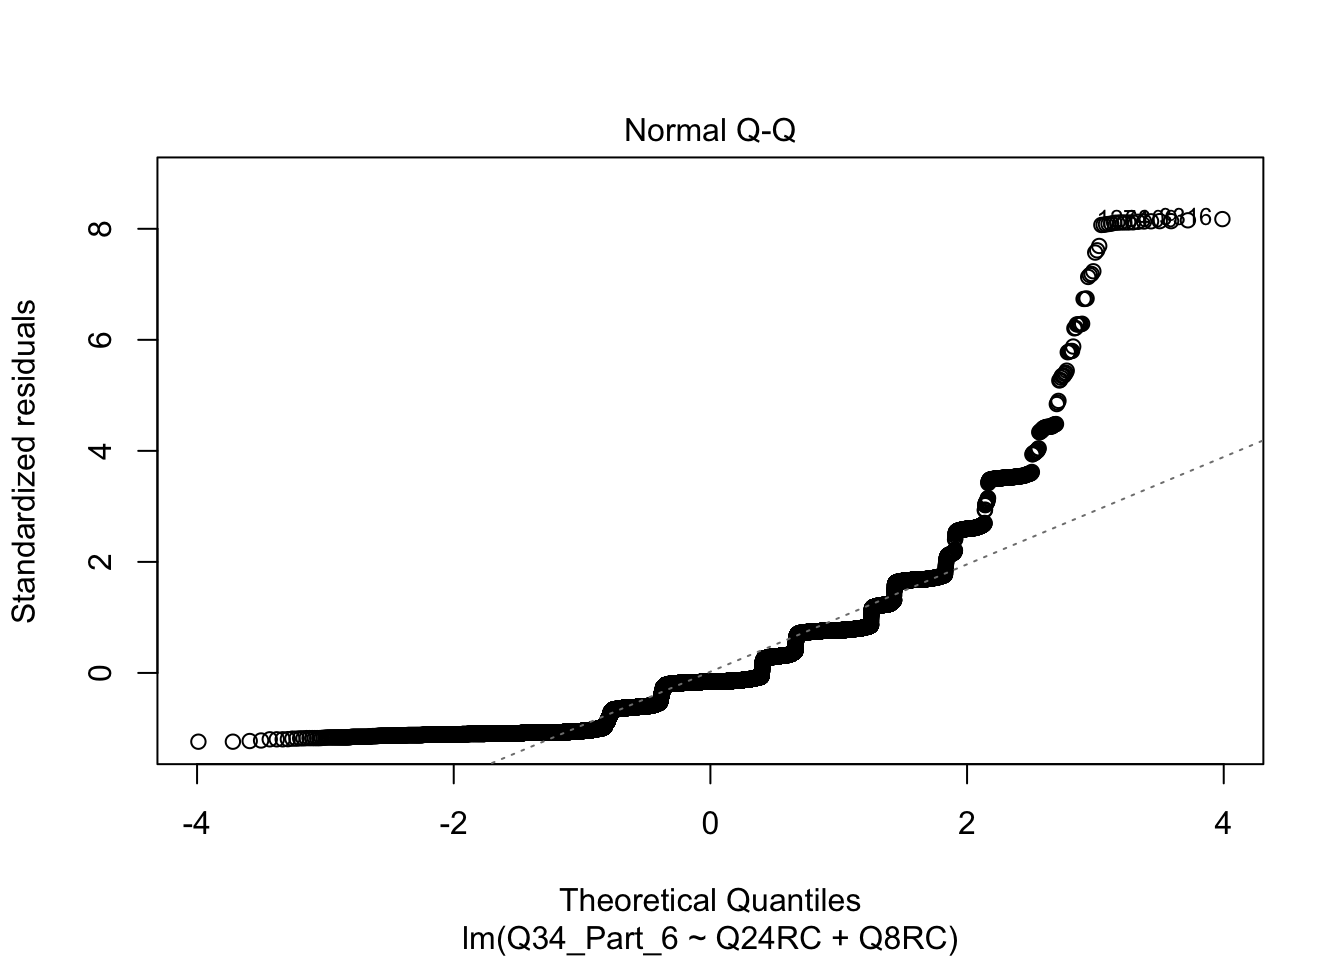 Normal Q-Q
Standardized residuals
8
6
4
2
0
-4 -2 0 2 4
Theoretical Quantiles
lm(Q34_Part_6 ~ Q24RC + Q8RC)